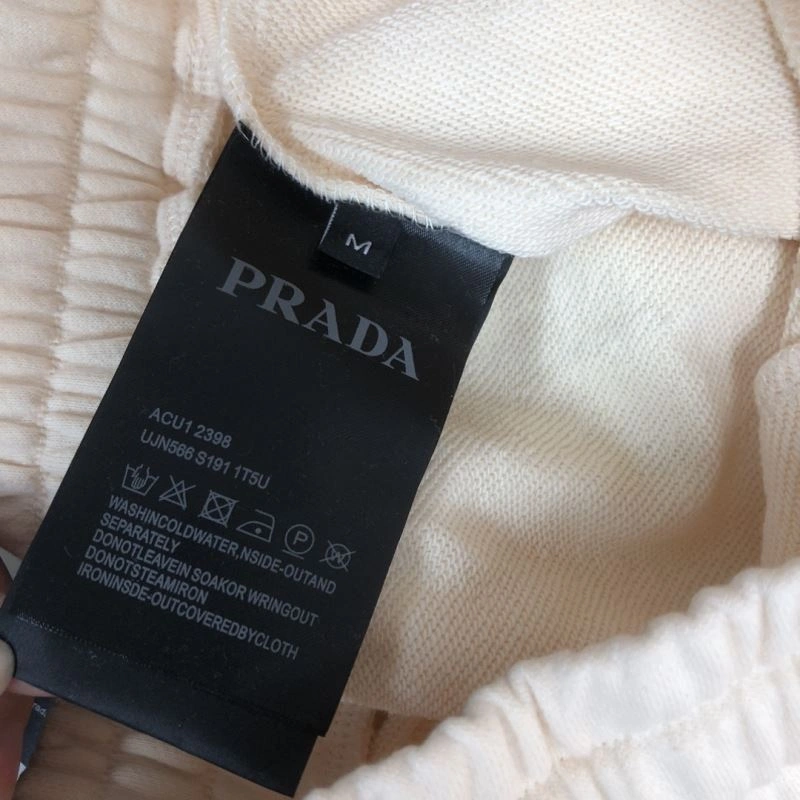 M
PRADA
ACU1 2398
UJN566 S191 1T5U
P
WASHINCOLDWATER,NSIDE-OUTAND
SEPARATELY
DONOTLEAVEIN SOAKOR WRINGOUT
DONOTSTEAMIRON
IRONINSDE-OUTCOVEREDBYCLOTH